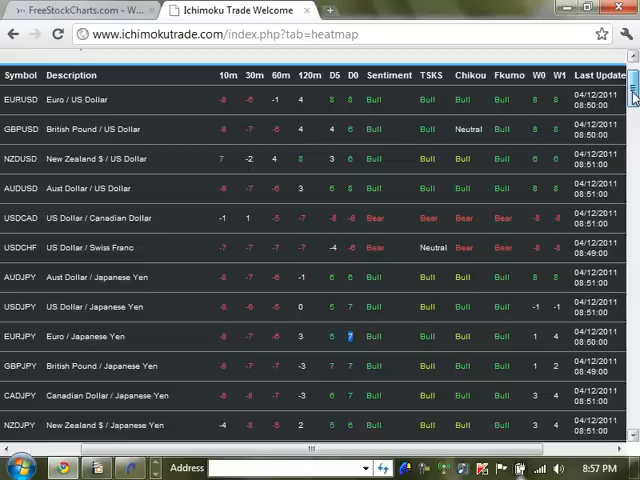 FreeStockCharts.com - W...
Ichimoku Trade Welcome
www.ichimokutrade.com/index.php?tab=heatmap
Symbol Description 10m 30m 60m 120m D5 D0 Sentiment TSKS Chikou Fkumo W0 W1 Last Update
EURUSD Euro / US Dollar -8 -6 -1 4 8 8 Bull Bull Bull Bull 8 8 04/12/2011 08:50:00
GBPUSD British Pound / US Dollar -8 -7 -6 4 4 6 Bull Bull Neutral Bull 8 8 04/12/2011 08:50:00
NZDUSD New Zealand $ / US Dollar 7 -2 4 8 3 6 Bull Bull Bull Bull 6 6 04/12/2011 08:51:00
AUDUSD Aust Dollar / US Dollar -8 -7 -6 3 6 8 Bull Bull Bull Bull 8 8 04/12/2011 08:51:00
USDCAD US Dollar / Canadian Dollar -1 1 -5 -7 -8 -8 Bear Bear Bear Bear -8 -8 04/12/2011 08:51:00
USDCHF US Dollar / Swiss Franc -7 -7 -7 -7 -4 -6 Bear Neutral Bear Bear -8 -8 04/12/2011 08:49:00
AUDJPY Aust Dollar / Japanese Yen -8 -7 -6 -1 6 6 Bull Bull Bull Bull 8 8 04/12/2011 08:51:00
USDJPY US Dollar / Japanese Yen -8 -6 -5 0 5 7 Bull Bull Bull Bull -1 -1 04/12/2011 08:51:00
EURJPY Euro / Japanese Yen -8 -7 -6 3 6 7 Bull Bull Bull Bull 1 4 04/12/2011 08:50:00
GBPJPY British Pound / Japanese Yen -8 -7 -7 -3 7 7 Bull Bull Bull Bull 1 2 04/12/2011 08:49:00
CADJPY Canadian Dollar / Japanese Yen -8 -8 -7 -3 6 7 Bull Bull Bull Bull 3 4 04/12/2011 08:51:00
NZDJPY New Zealand $ / Japanese Yen -4 -8 -5 2 5 6 Bull Bull Bull Bull 3 4 04/12/2011 08:51:00
Address 8:57 PM